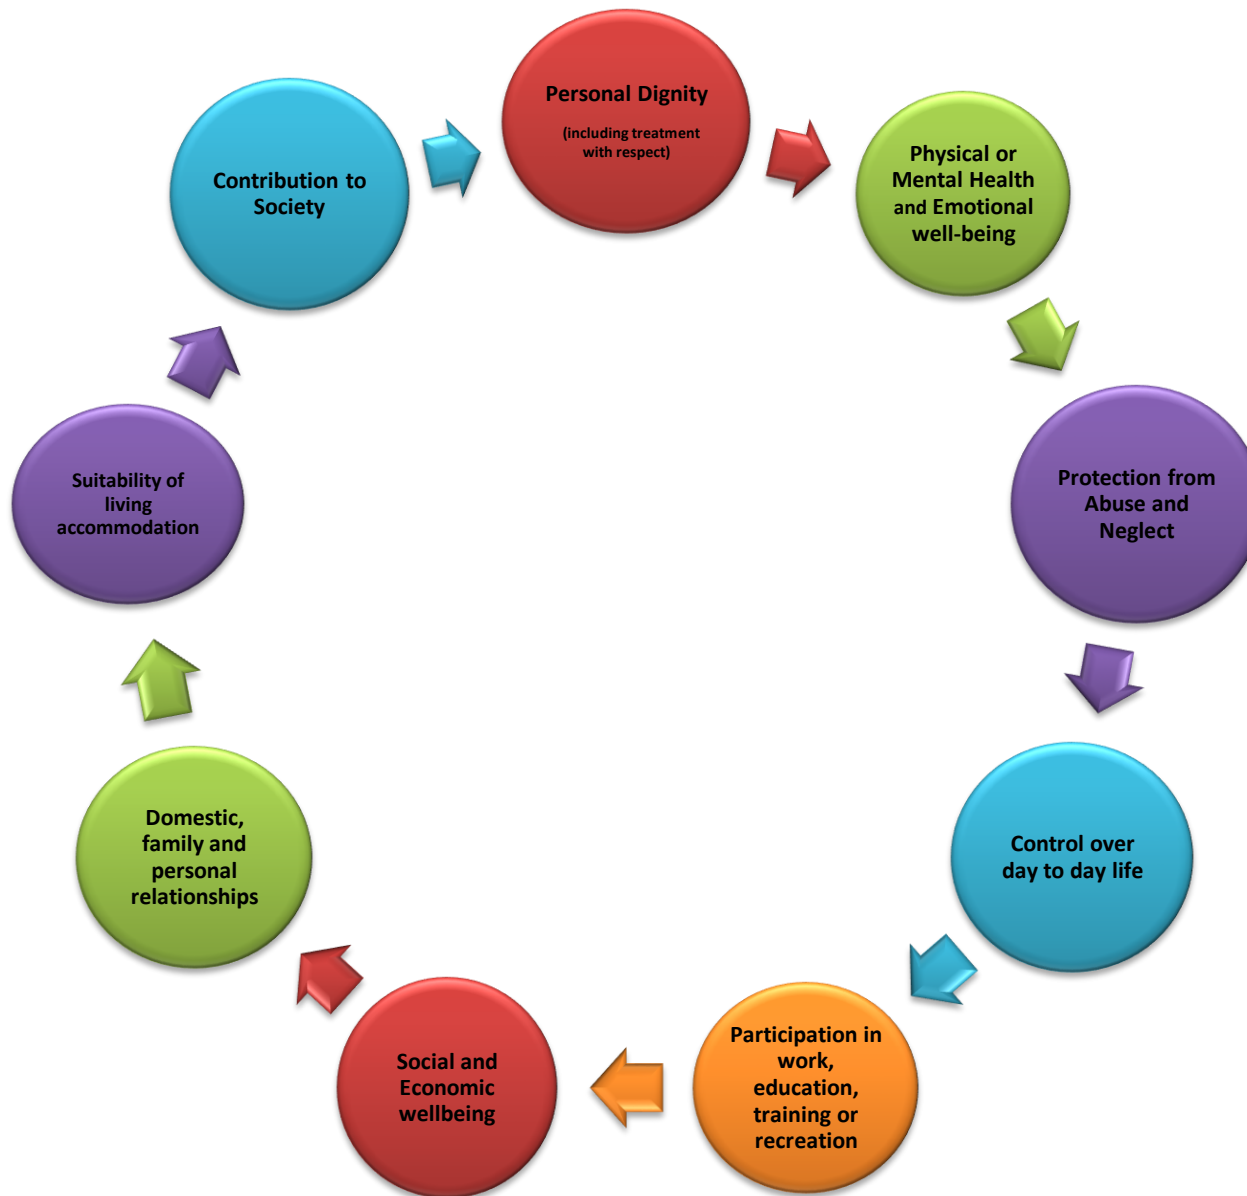 Personal Dignity
(including treatment
with respect)
Physical or
Mental Health
and Emotional
well-being
Protection from
Abuse and
Neglect
Control over
day to day life
Participation in
work,
education,
training or
recreation
Social and
Economic
wellbeing
Domestic,
family and
personal
relationships
Suitability of
living
accommodation
Contribution to
Society